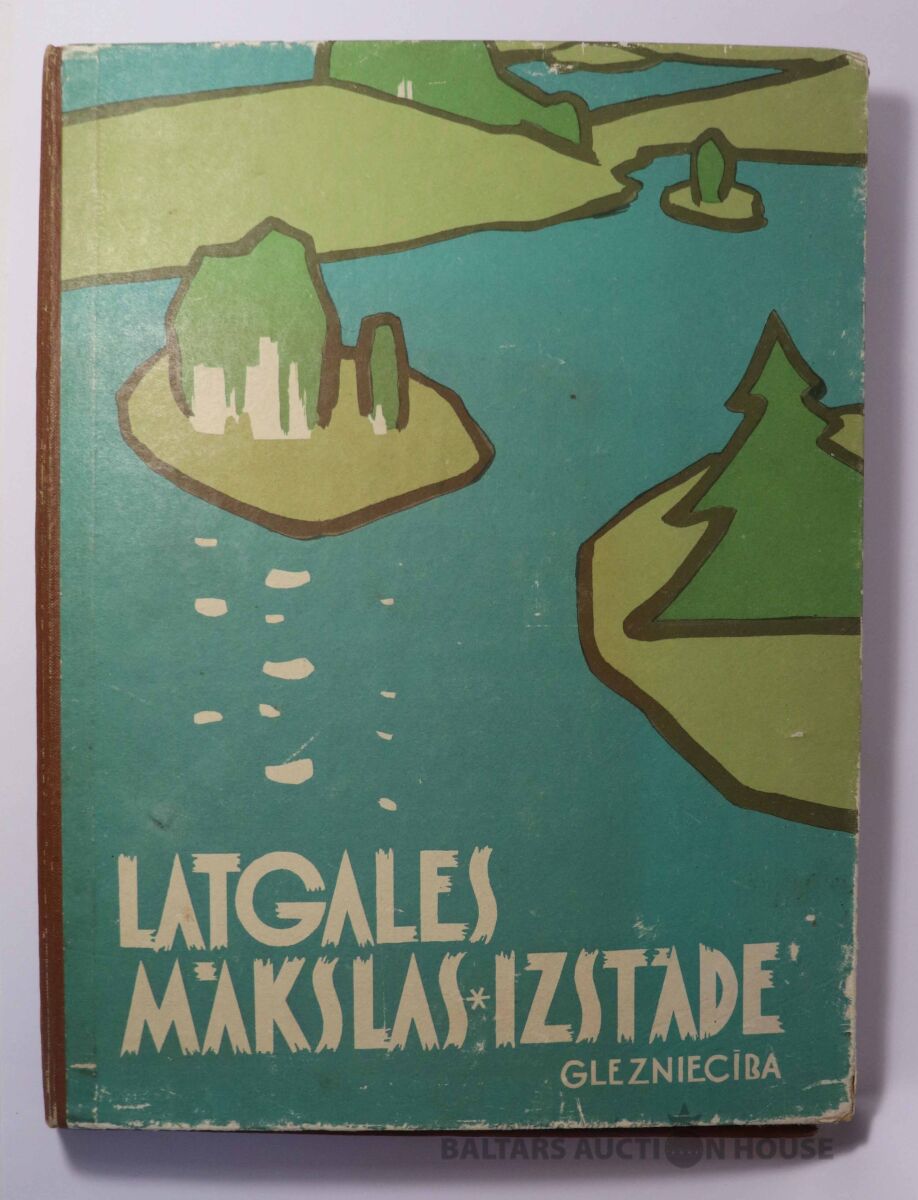 LATGALES
MĀKSLAS*IZSTĀDE
GLEZNIECĪBA
BALTARS AUCTION HOUSE